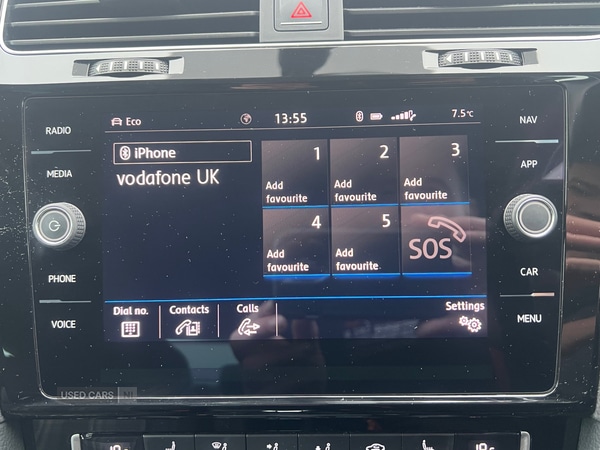 Eco 13:55 7.5°C
RADIO
MEDIA
PHONE
VOICE
iPhone
vodafone UK
1 Add favourite
2 Add favourite
3 Add favourite
4 Add favourite
5 Add favourite
SOS
Dial no. Contacts Calls Settings
NAV
APP
CAR
MENU
USED CARS NI